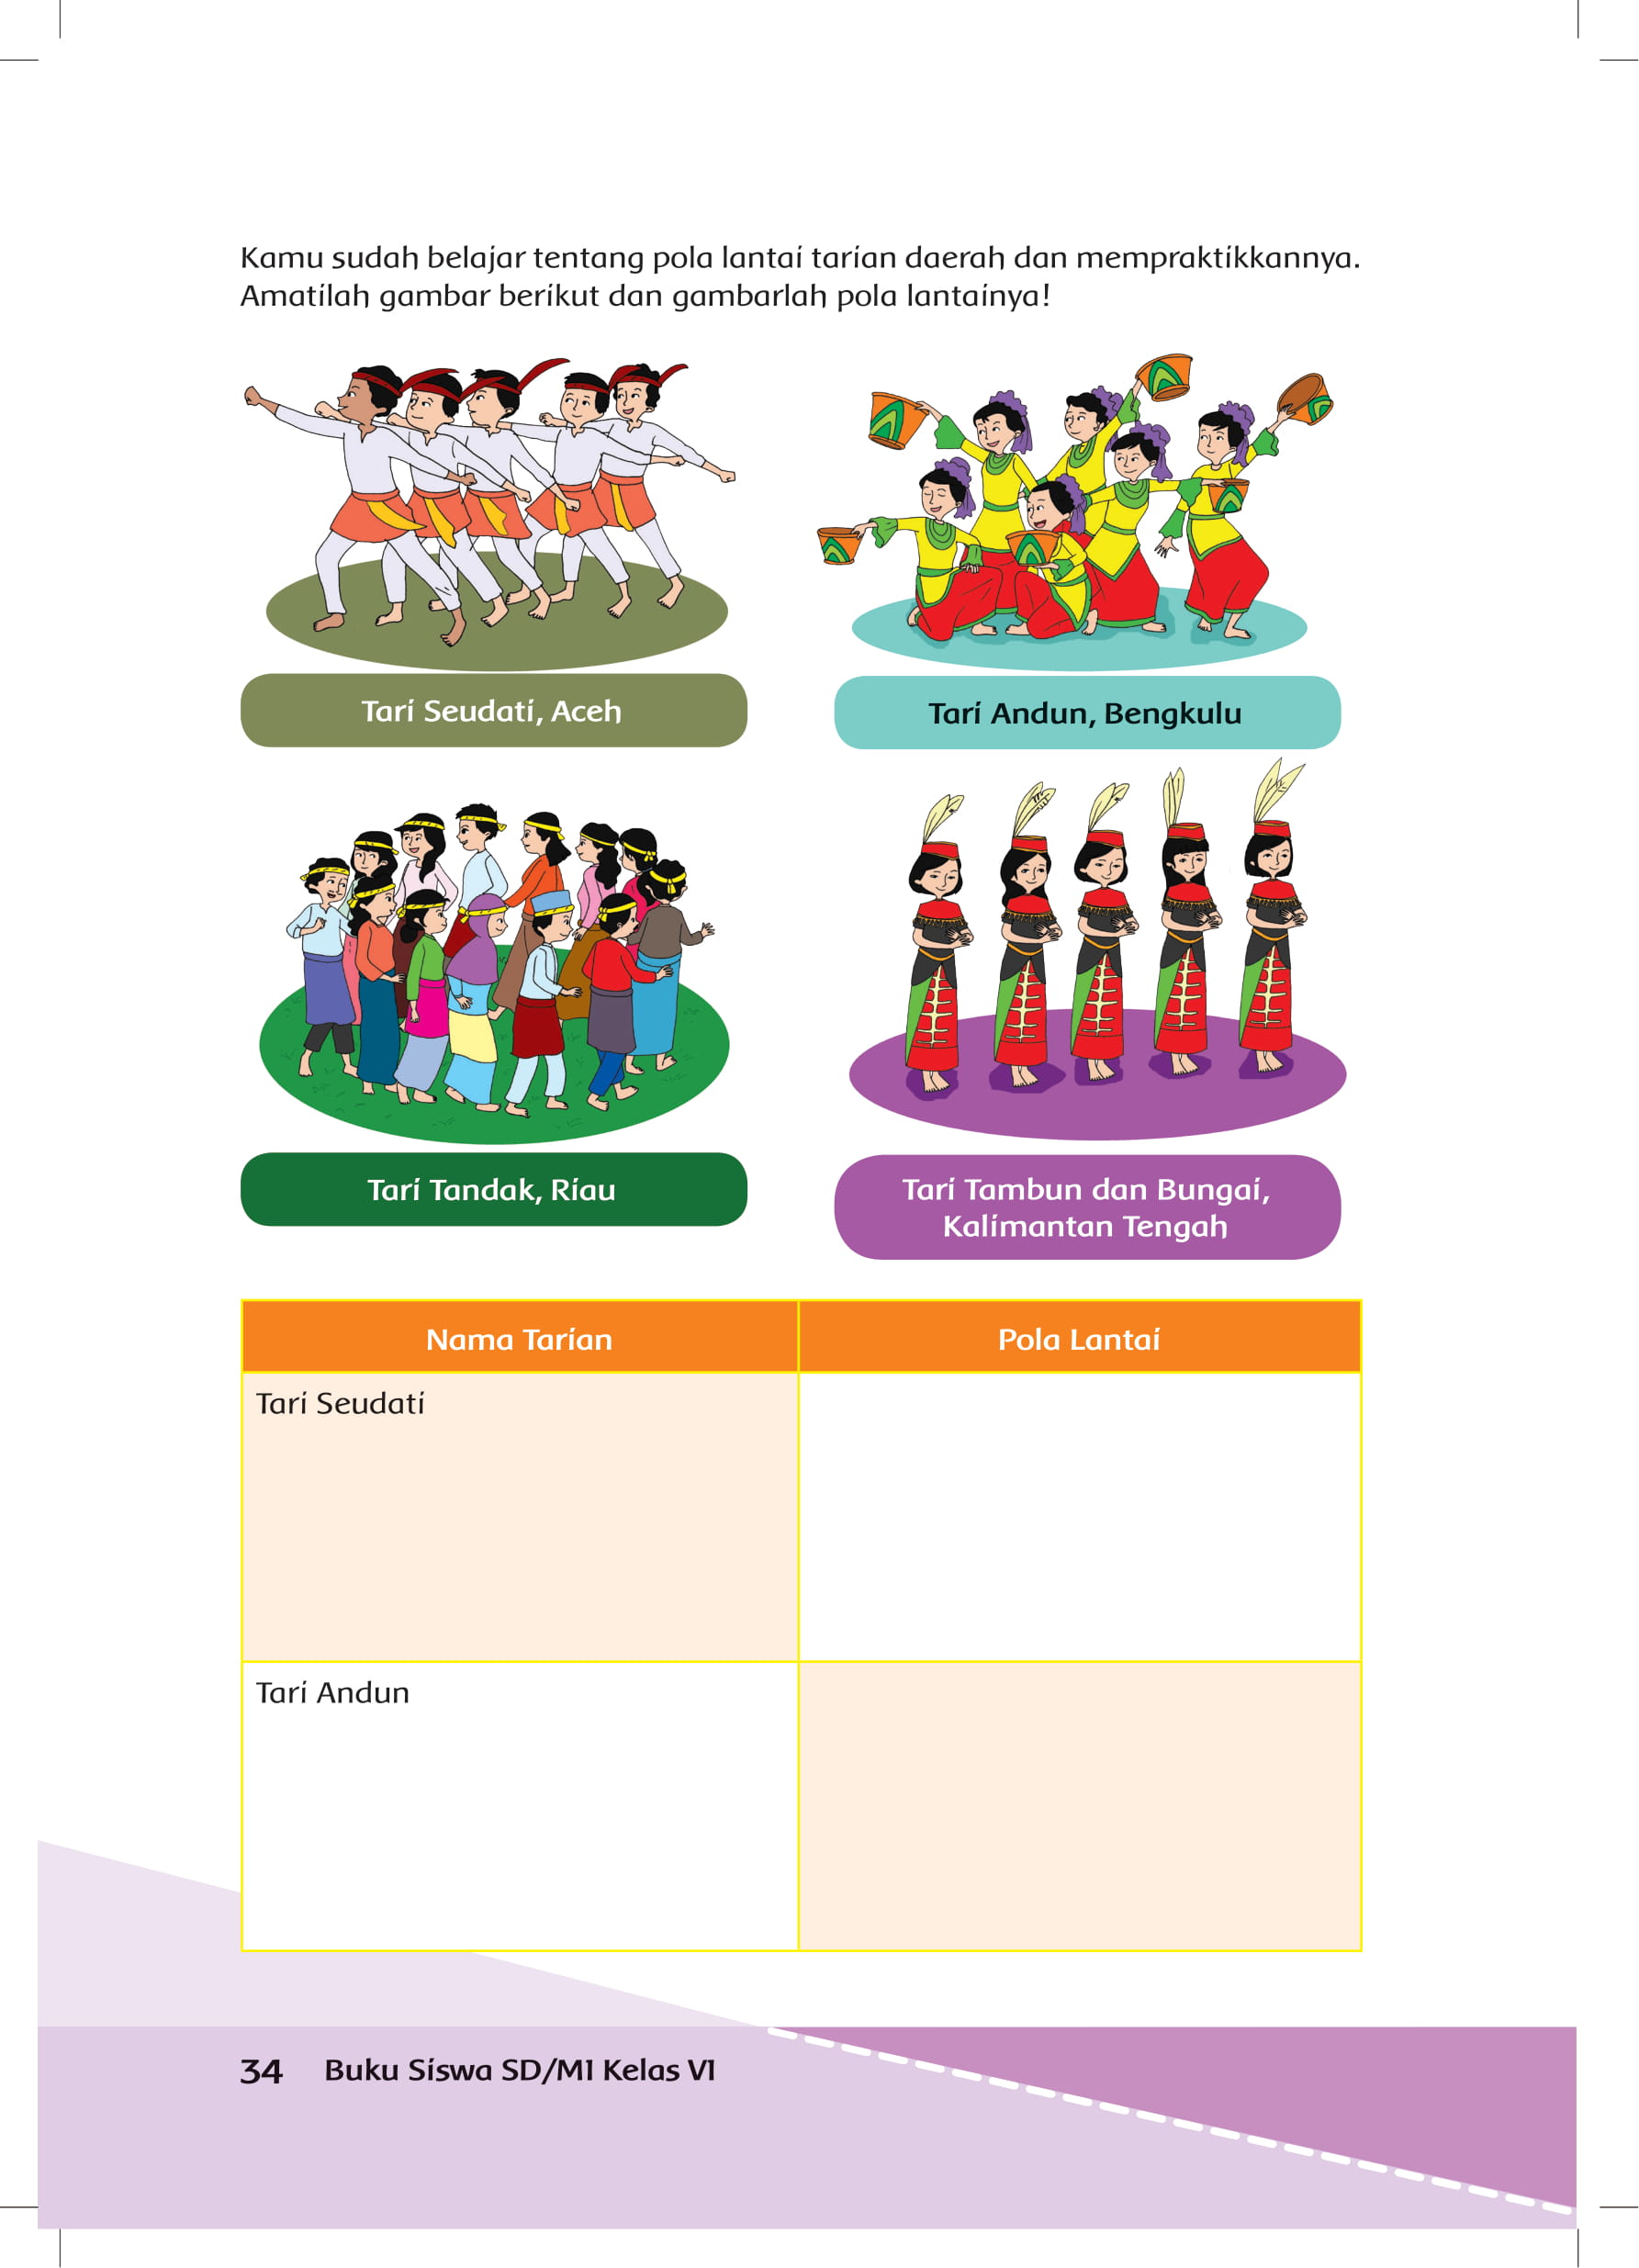 Kamu sudah belajar tentang pola lantai tarian daerah dan mempraktikkannya.
Amatilah gambar berikut dan gambarlah pola lantainya!
Tari Seudati, Aceh
Tari Andun, Bengkulu
Tari Tandak, Riau
Tari Tambun dan Bungai,
Kalimantan Tengah
Nama Tarian
Pola Lantai
Tari Seudati
Tari Andun
34 Buku Siswa SD/MI Kelas VI